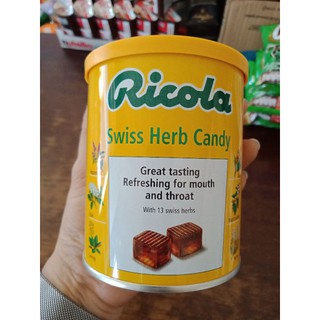 Ricola
Swiss Herb Candy
Great tasting
Refreshing for mouth
and throat
With 13 swiss herbs